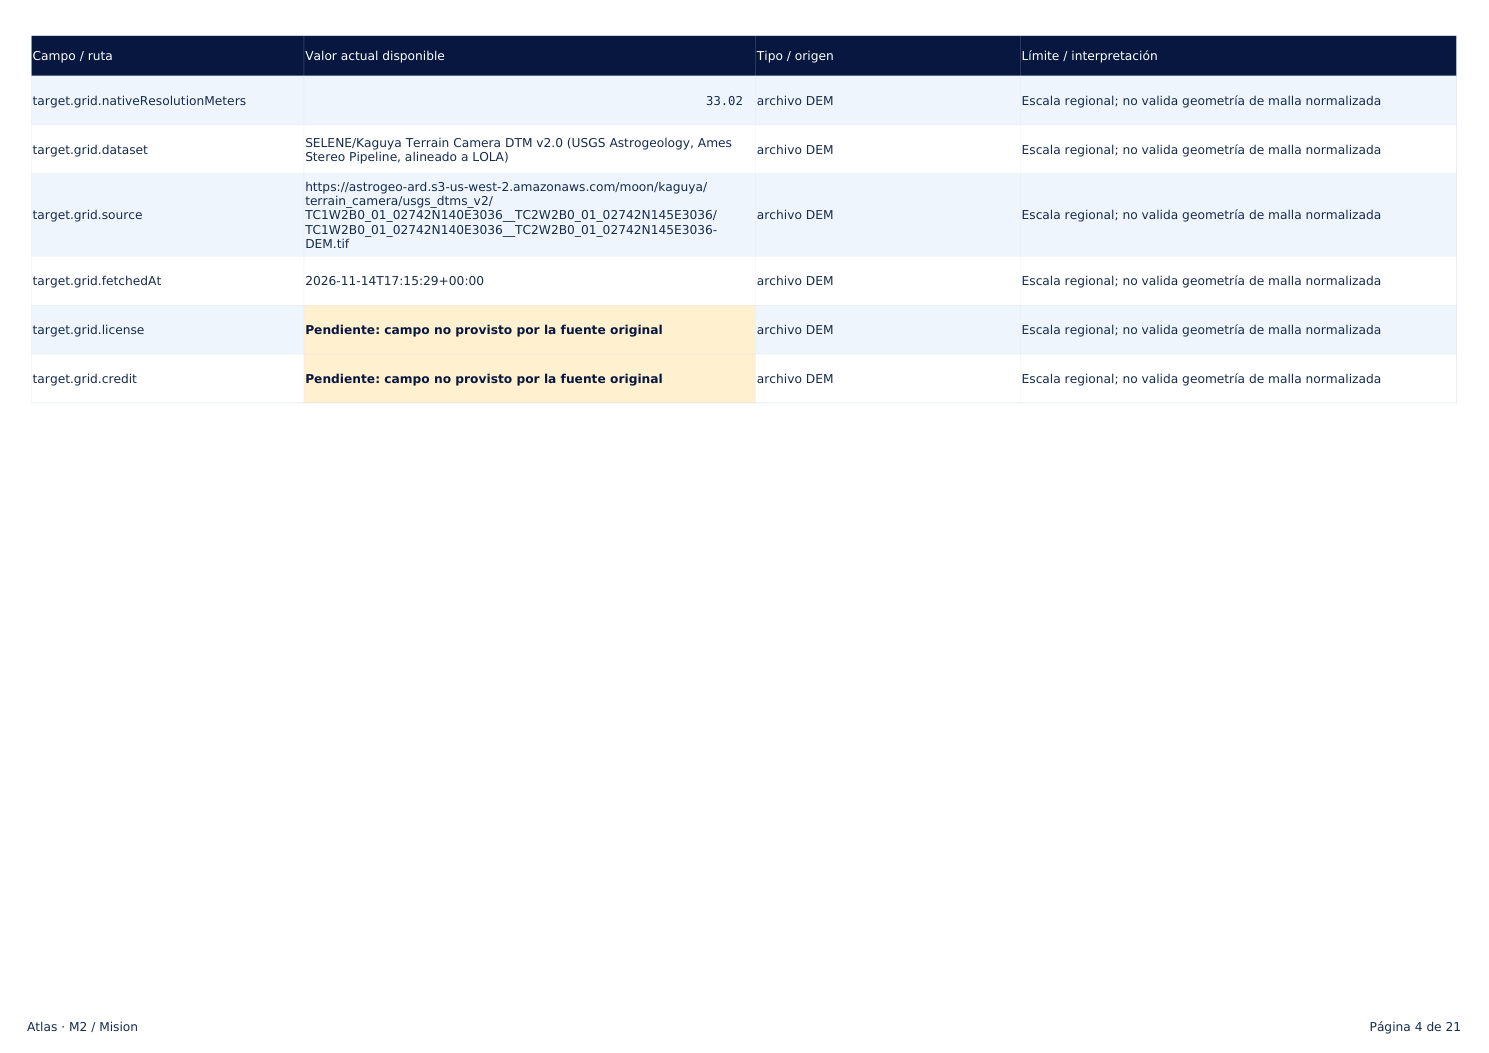 Campo / ruta Valor actual disponible Tipo / origen Límite / interpretación
target.grid.nativeResolutionMeters 33.02 archivo DEM Escala regional; no valida geometría de malla normalizada
target.grid.dataset SELENE/Kaguya Terrain Camera DTM v2.0 (USGS Astrogeology, Ames
Stereo Pipeline, alineado a LOLA) archivo DEM Escala regional; no valida geometría de malla normalizada
target.grid.source https://astrogeo-ard.s3-us-west-2.amazonaws.com/moon/kaguya/
terrain_camera/usgs_dtms_v2/
TC1W2B0_01_02742N140E3036__TC2W2B0_01_02742N145E3036/
TC1W2B0_01_02742N140E3036__TC2W2B0_01_02742N145E3036-
DEM.tif archivo DEM Escala regional; no valida geometría de malla normalizada
target.grid.fetchedAt 2026-11-14T17:15:29+00:00 archivo DEM Escala regional; no valida geometría de malla normalizada
target.grid.license Pendiente: campo no provisto por la fuente original archivo DEM Escala regional; no valida geometría de malla normalizada
target.grid.credit Pendiente: campo no provisto por la fuente original archivo DEM Escala regional; no valida geometría de malla normalizada
Atlas · M2 / Mision Página 4 de 21